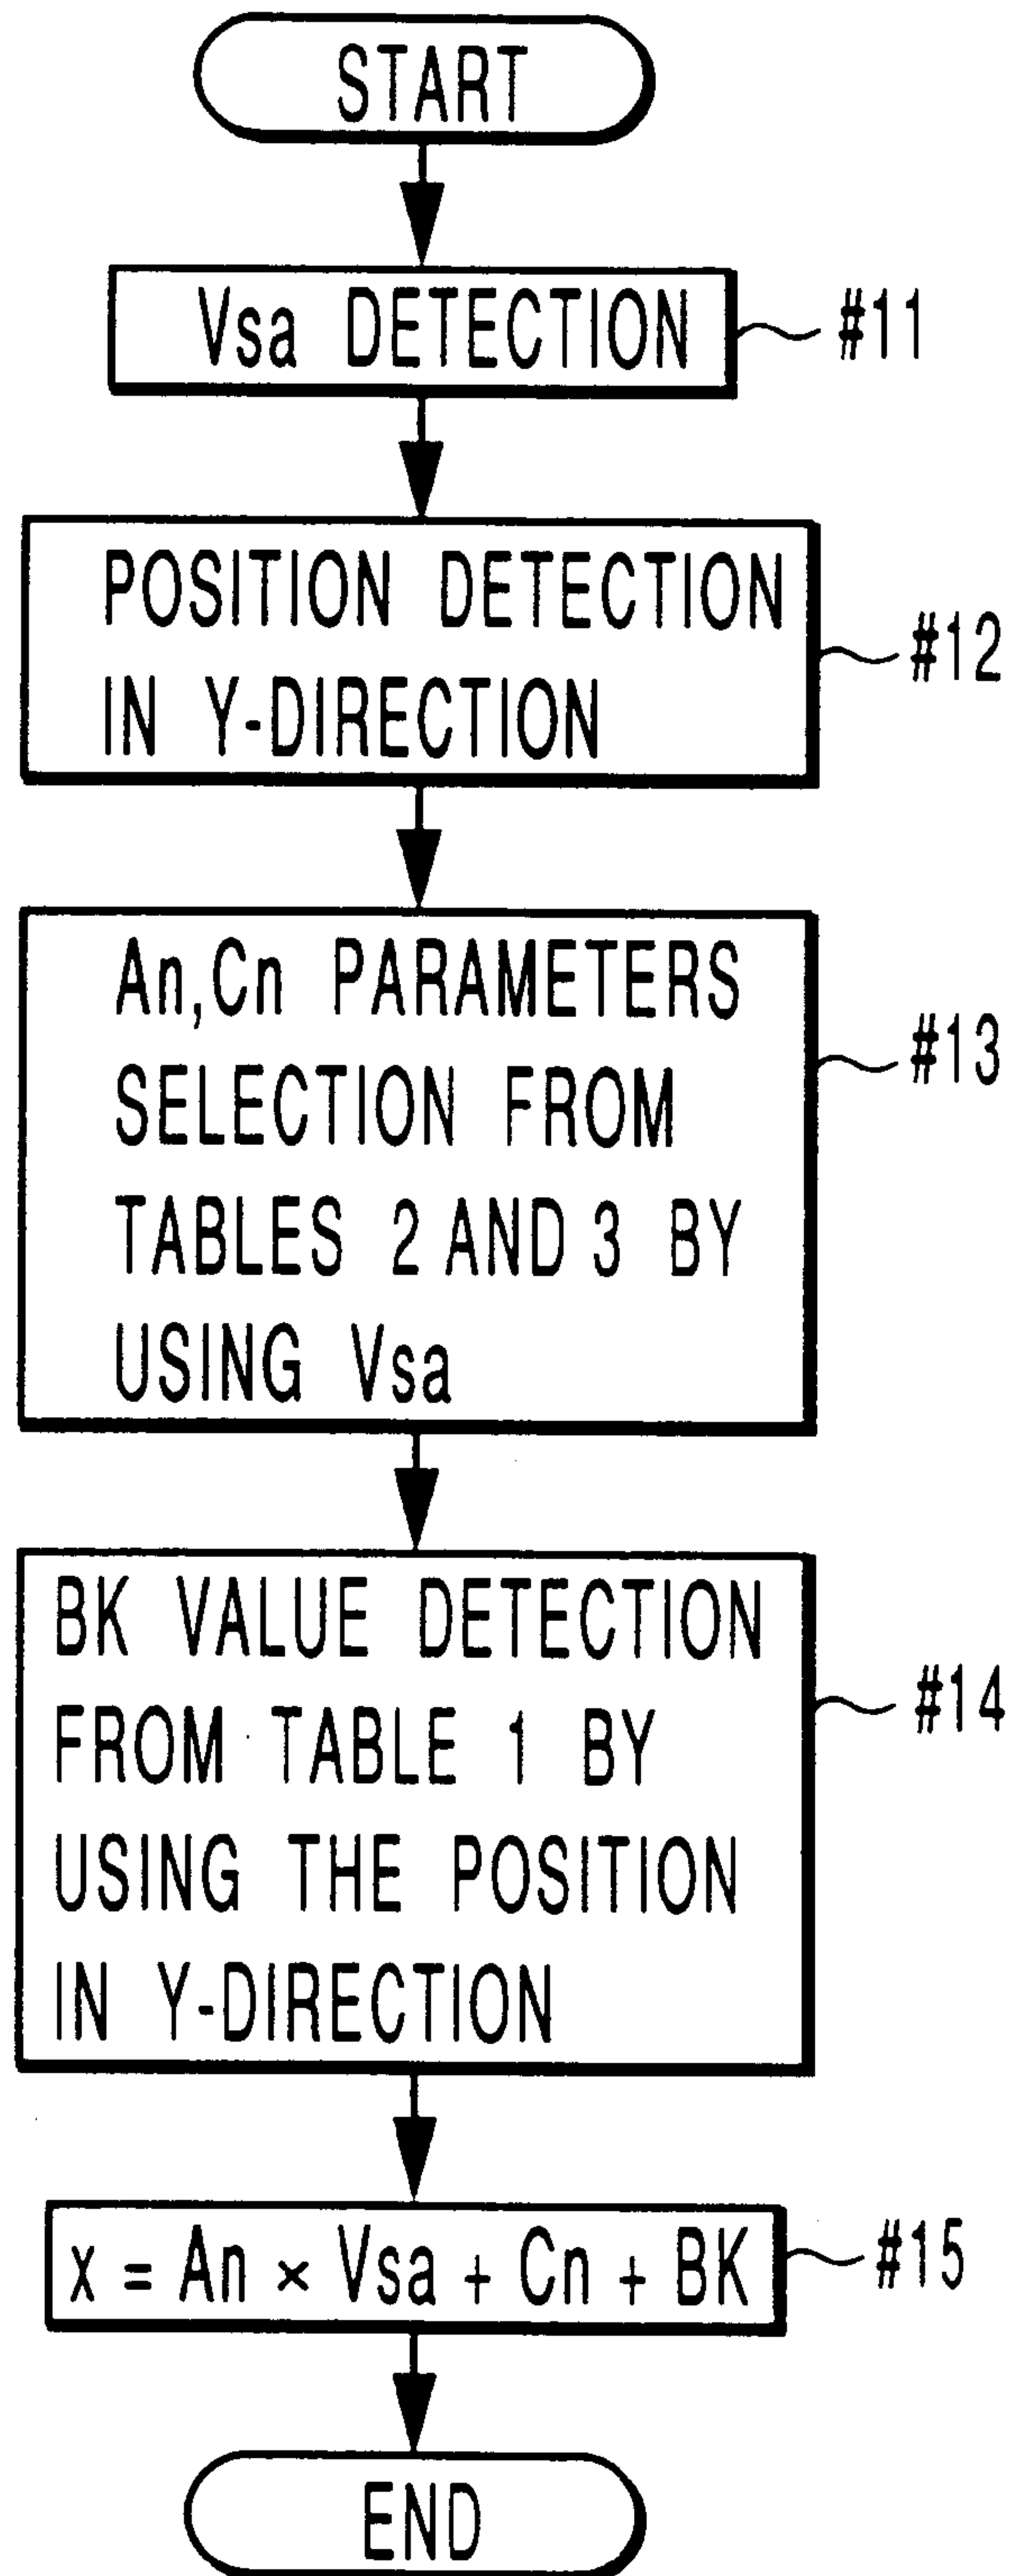 START
Vsa DETECTION
#11
POSITION DETECTION
IN Y-DIRECTION
#12
An,Cn PARAMETERS
SELECTION FROM
TABLES 2 AND 3 BY
USING Vsa
#13
BK VALUE DETECTION
FROM TABLE 1 BY
USING THE POSITION
IN Y-DIRECTION
#14
x = An × Vsa + Cn + BK
#15
END